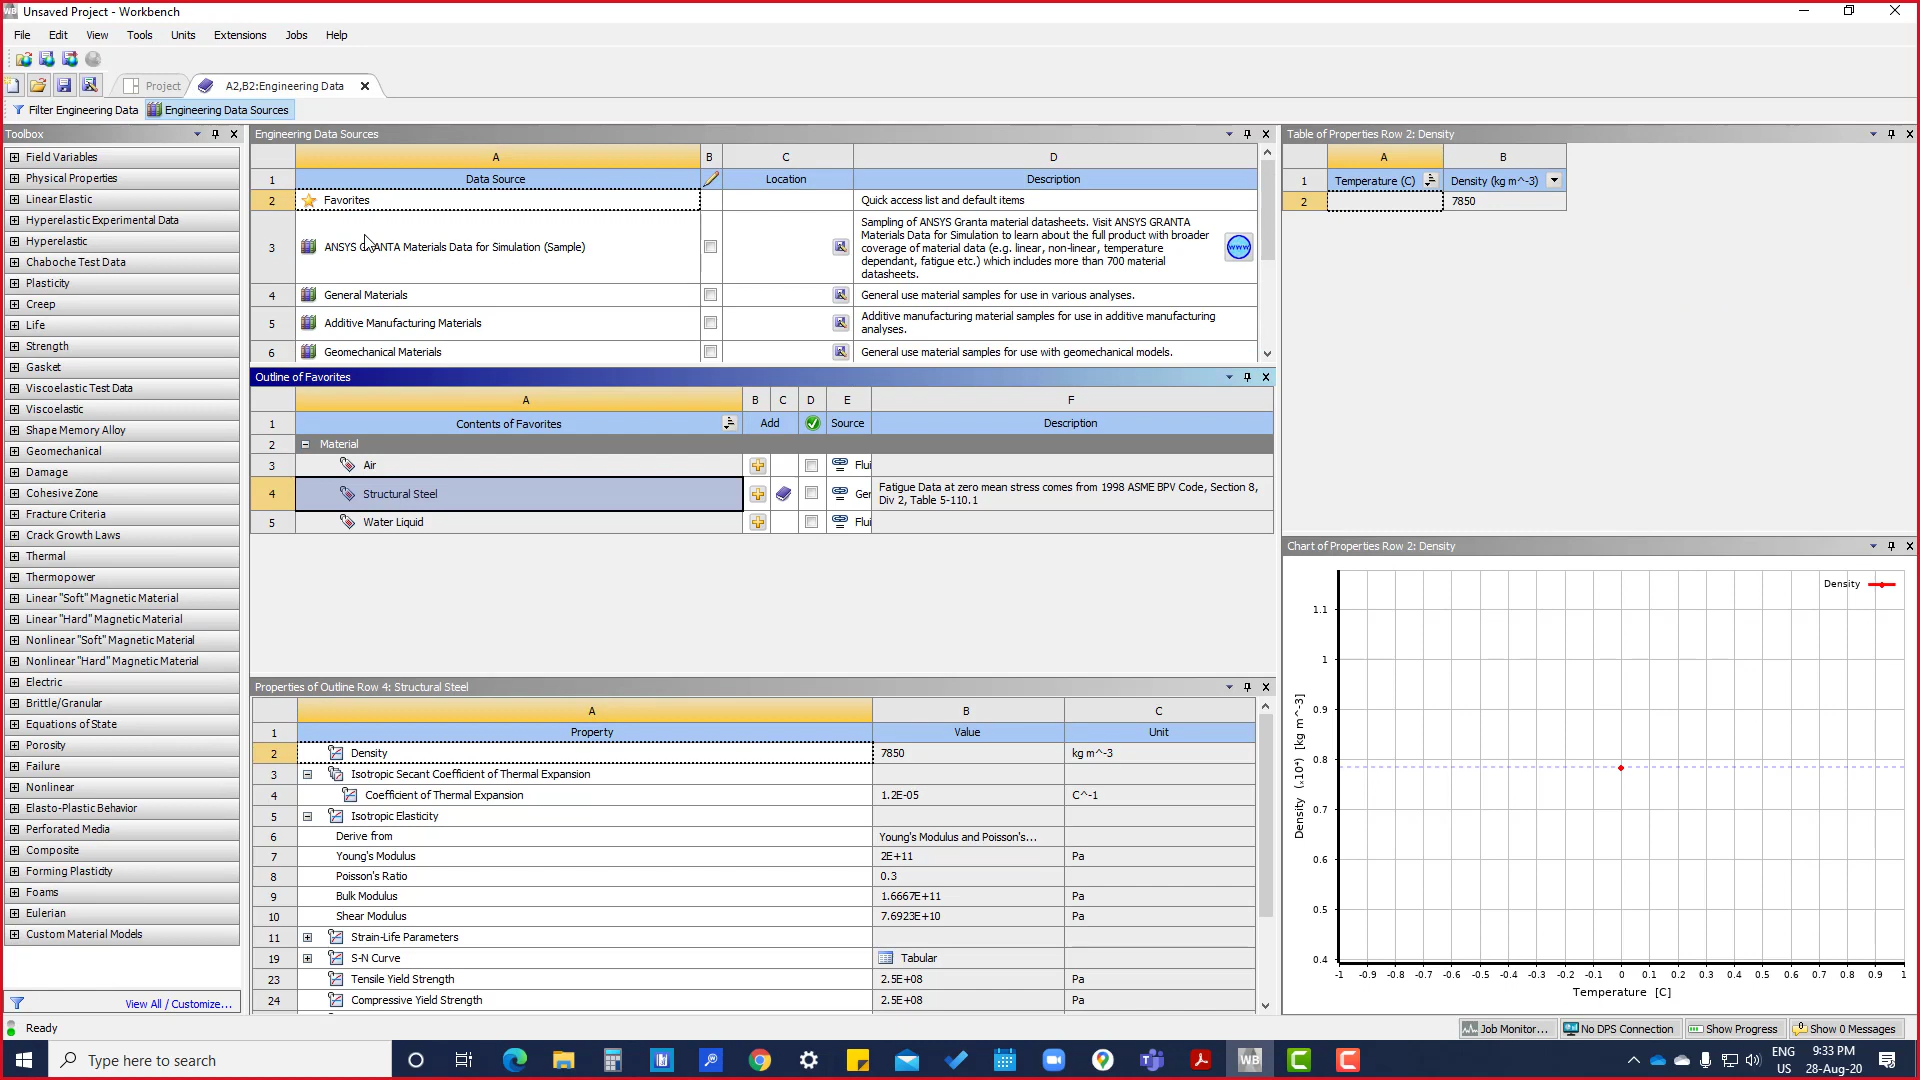 Unsaved Project - Workbench
File Edit View Tools Units Extensions Jobs Help
Project A2,B2:Engineering Data
Filter Engineering Data Engineering Data Sources
Toolbox
Field Variables
Physical Properties
Linear Elastic
Hyperelastic Experimental Data
Hyperelastic
Chaboche Test Data
Plasticity
Creep
Life
Strength
Gasket
Viscoelastic Test Data
Viscoelastic
Shape Memory Alloy
Geomechanical
Damage
Cohesive Zone
Fracture Criteria
Crack Growth Laws
Thermal
Thermopower
Linear "Soft" Magnetic Material
Linear "Hard" Magnetic Material
Nonlinear "Soft" Magnetic Material
Nonlinear "Hard" Magnetic Material
Electric
Brittle/Granular
Equations of State
Porosity
Failure
Nonlinear
Elasto-Plastic Behavior
Perforated Media
Composite
Forming Plasticity
Foams
Eulerian
Custom Material Models
View All / Customize...
Engineering Data Sources
A B C D
1 Data Source Location Description
2 Favorites Quick access list and default items
3 ANSYS GRANTA Materials Data for Simulation (Sample)
Sampling of ANSYS Granta material datasheets. Visit ANSYS GRANTA
Materials Data for Simulation to learn about the full product with broader
coverage of material data (e.g. linear, non-linear, temperature
dependant, fatigue etc.) which includes more than 700 material
datasheets.
www
4 General Materials General use material samples for use in various analyses.
5 Additive Manufacturing Materials
Additive manufacturing material samples for use in additive manufacturing
analyses.
6 Geomechanical Materials General use material samples for use with geomechanical models.
Outline of Favorites
A B C D E F
1 Contents of Favorites Add Source Description
2 Material
3 Air Flui
4 Structural Steel Ger
Fatigue Data at zero mean stress comes from 1998 ASME BPV Code, Section 8,
Div 2, Table 5-110.1
5 Water Liquid Flui
Properties of Outline Row 4: Structural Steel
A B C
1 Property Value Unit
2 Density 7850 kg m^-3
3 Isotropic Secant Coefficient of Thermal Expansion
4 Coefficient of Thermal Expansion 1.2E-05 C^-1
5 Isotropic Elasticity
6 Derive from Young's Modulus and Poisson's...
7 Young's Modulus 2E+11 Pa
8 Poisson's Ratio 0.3
9 Bulk Modulus 1.6667E+11 Pa
10 Shear Modulus 7.6923E+10 Pa
11 Strain-Life Parameters
19 S-N Curve Tabular
23 Tensile Yield Strength 2.5E+08 Pa
24 Compressive Yield Strength 2.5E+08 Pa
Table of Properties Row 2: Density
A B
1 Temperature (C) Density (kg m^-3)
2 7850
Chart of Properties Row 2: Density
Density
1.1
1
0.9
0.8
0.7
0.6
0.5
0.4
Density (x10⁴) [kg m^-3]
-1 -0.9 -0.8 -0.7 -0.6 -0.5 -0.4 -0.3 -0.2 -0.1 0 0.1 0.2 0.3 0.4 0.5 0.6 0.7 0.8 0.9 1
Temperature [C]
Ready
Job Monitor... No DPS Connection Show Progress Show 0 Messages
Type here to search
WB
ENG
US
9:33 PM
28-Aug-20